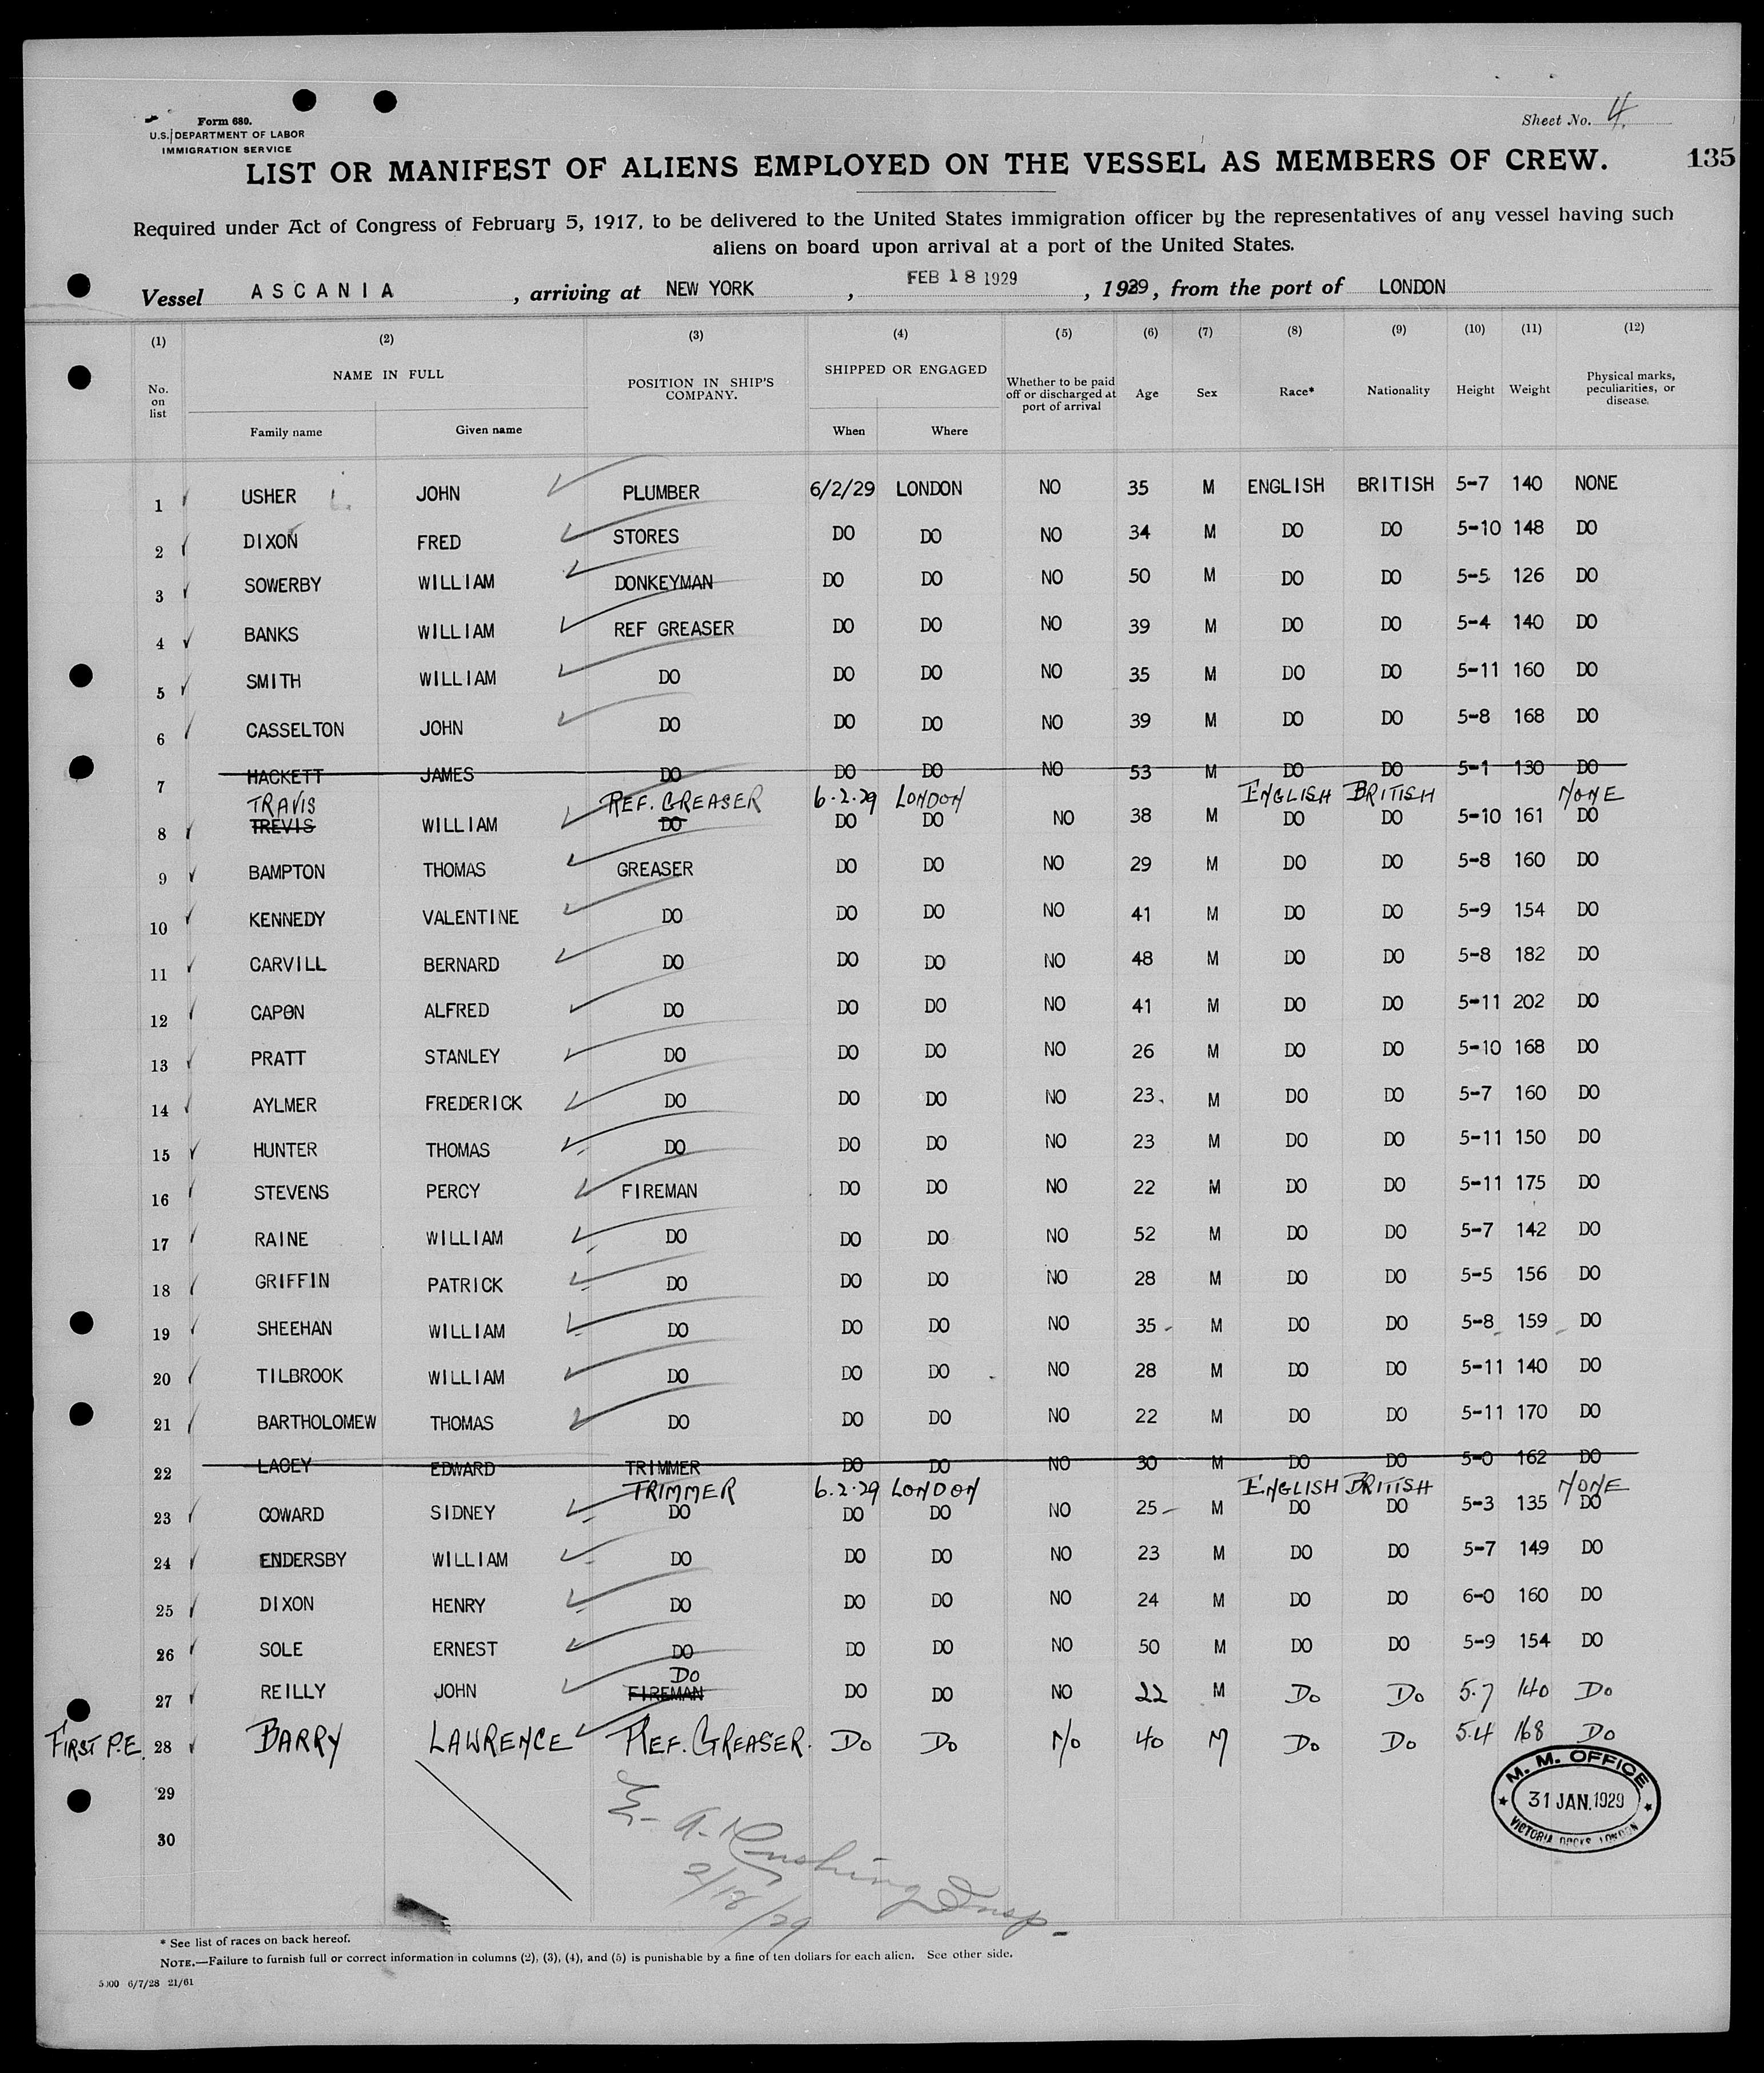 Form 680.
U.S. DEPARTMENT OF LABOR
IMMIGRATION SERVICE
Sheet No. 4.
LIST OR MANIFEST OF ALIENS EMPLOYED ON THE VESSEL AS MEMBERS OF CREW.
135
Required under Act of Congress of February 5, 1917, to be delivered to the United States immigration officer by the representatives of any vessel having such
aliens on board upon arrival at a port of the United States.
Vessel ASCANIA, arriving at NEW YORK, FEB 18 1929, 1929, from the port of LONDON
(1) (2) (3) (4) (5) (6) (7) (8) (9) (10) (11) (12)
No. on list NAME IN FULL POSITION IN SHIP'S COMPANY. SHIPPED OR ENGAGED Whether to be paid off or discharged at port of arrival Age Sex Race* Nationality Height Weight Physical marks, peculiarities, or disease.
Family name Given name When Where
1 USHER JOHN PLUMBER 6/2/29 LONDON NO 35 M ENGLISH BRITISH 5-7 140 NONE
2 DIXON FRED STORES DO DO NO 34 M DO DO 5-10 148 DO
3 SOWERBY WILLIAM DONKEYMAN DO DO NO 50 M DO DO 5-5 126 DO
4 BANKS WILLIAM REF GREASER DO DO NO 39 M DO DO 5-4 140 DO
5 SMITH WILLIAM DO DO DO NO 35 M DO DO 5-11 160 DO
6 CASSELTON JOHN DO DO DO NO 39 M DO DO 5-8 168 DO
7 HACKETT JAMES DO DO DO NO 53 M DO DO 5-1 130 DO
TRAVIS REF. GREASER 6.2.29 LONDON ENGLISH BRITISH NONE
8 TREVIS WILLIAM DO DO DO NO 38 M DO DO 5-10 161 DO
9 BAMPTON THOMAS GREASER DO DO NO 29 M DO DO 5-8 160 DO
10 KENNEDY VALENTINE DO DO DO NO 41 M DO DO 5-9 154 DO
11 CARVILL BERNARD DO DO DO NO 48 M DO DO 5-8 182 DO
12 CAPON ALFRED DO DO DO NO 41 M DO DO 5-11 202 DO
13 PRATT STANLEY DO DO DO NO 26 M DO DO 5-10 168 DO
14 AYLMER FREDERICK DO DO DO NO 23 M DO DO 5-7 160 DO
15 HUNTER THOMAS DO DO DO NO 23 M DO DO 5-11 150 DO
16 STEVENS PERCY FIREMAN DO DO NO 22 M DO DO 5-11 175 DO
17 RAINE WILLIAM DO DO DO NO 52 M DO DO 5-7 142 DO
18 GRIFFIN PATRICK DO DO DO NO 28 M DO DO 5-5 156 DO
19 SHEEHAN WILLIAM DO DO DO NO 35 M DO DO 5-8 159 DO
20 TILBROOK WILLIAM DO DO DO NO 28 M DO DO 5-11 140 DO
21 BARTHOLOMEW THOMAS DO DO DO NO 22 M DO DO 5-11 170 DO
22 LACEY EDWARD TRIMMER DO DO NO 30 M DO DO 5-0 162 DO
TRIMMER 6.2.29 LONDON ENGLISH BRITISH NONE
23 COWARD SIDNEY DO DO DO NO 25 M DO DO 5-3 135 DO
24 ENDERSBY WILLIAM DO DO DO NO 23 M DO DO 5-7 149 DO
25 DIXON HENRY DO DO DO NO 24 M DO DO 6-0 160 DO
26 SOLE ERNEST DO DO DO NO 50 M DO DO 5-9 154 DO
DO
27 REILLY JOHN FIREMAN DO DO NO 22 M Do Do 5.7 140 Do
FIRST P.E. 28 BARRY LAWRENCE REF. GREASER. Do Do No 40 M Do Do 5.4 168 Do
29
30
M. M. OFFICE
31 JAN. 1929
VICTORIA DOCKS LONDON
E. A. Rushing Insp.
2/18/29
* See list of races on back hereof.
NOTE.—Failure to furnish full or correct information in columns (2), (3), (4), and (5) is punishable by a fine of ten dollars for each alien. See other side.
5000 6/7/28 21/61